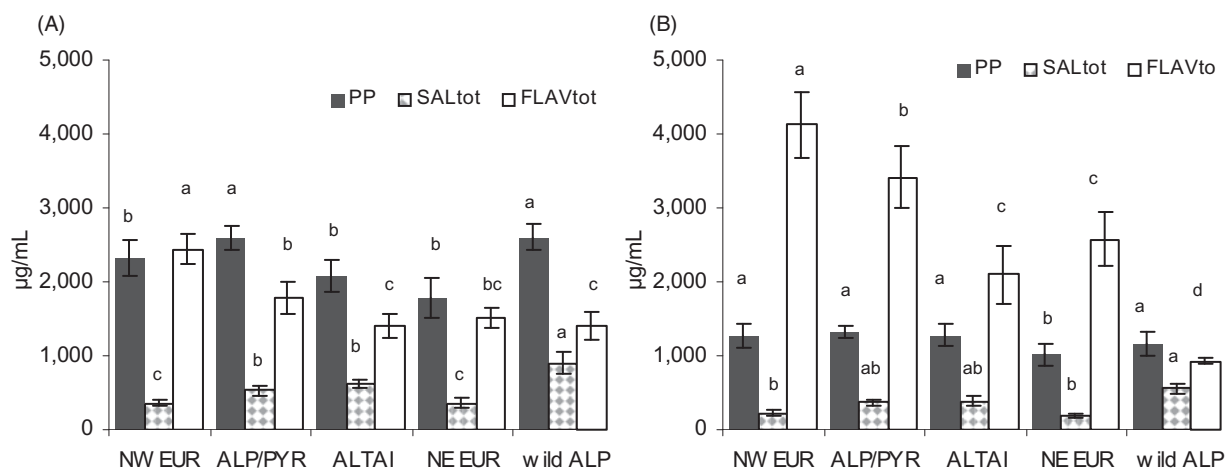 (A)
5,000
4,000
3,000
2,000
1,000
0
µg/mL
PP SALtot FLAVtot
b c a
a b b
b b c
b c bc
a a c
NW EUR ALP/PYR ALTAI NE EUR wild ALP
(B)
5,000
4,000
3,000
2,000
1,000
0
µg/mL
PP SALtot FLAVto
a b a
a ab b
a ab c
b b c
a a d
NW EUR ALP/PYR ALTAI NE EUR wild ALP